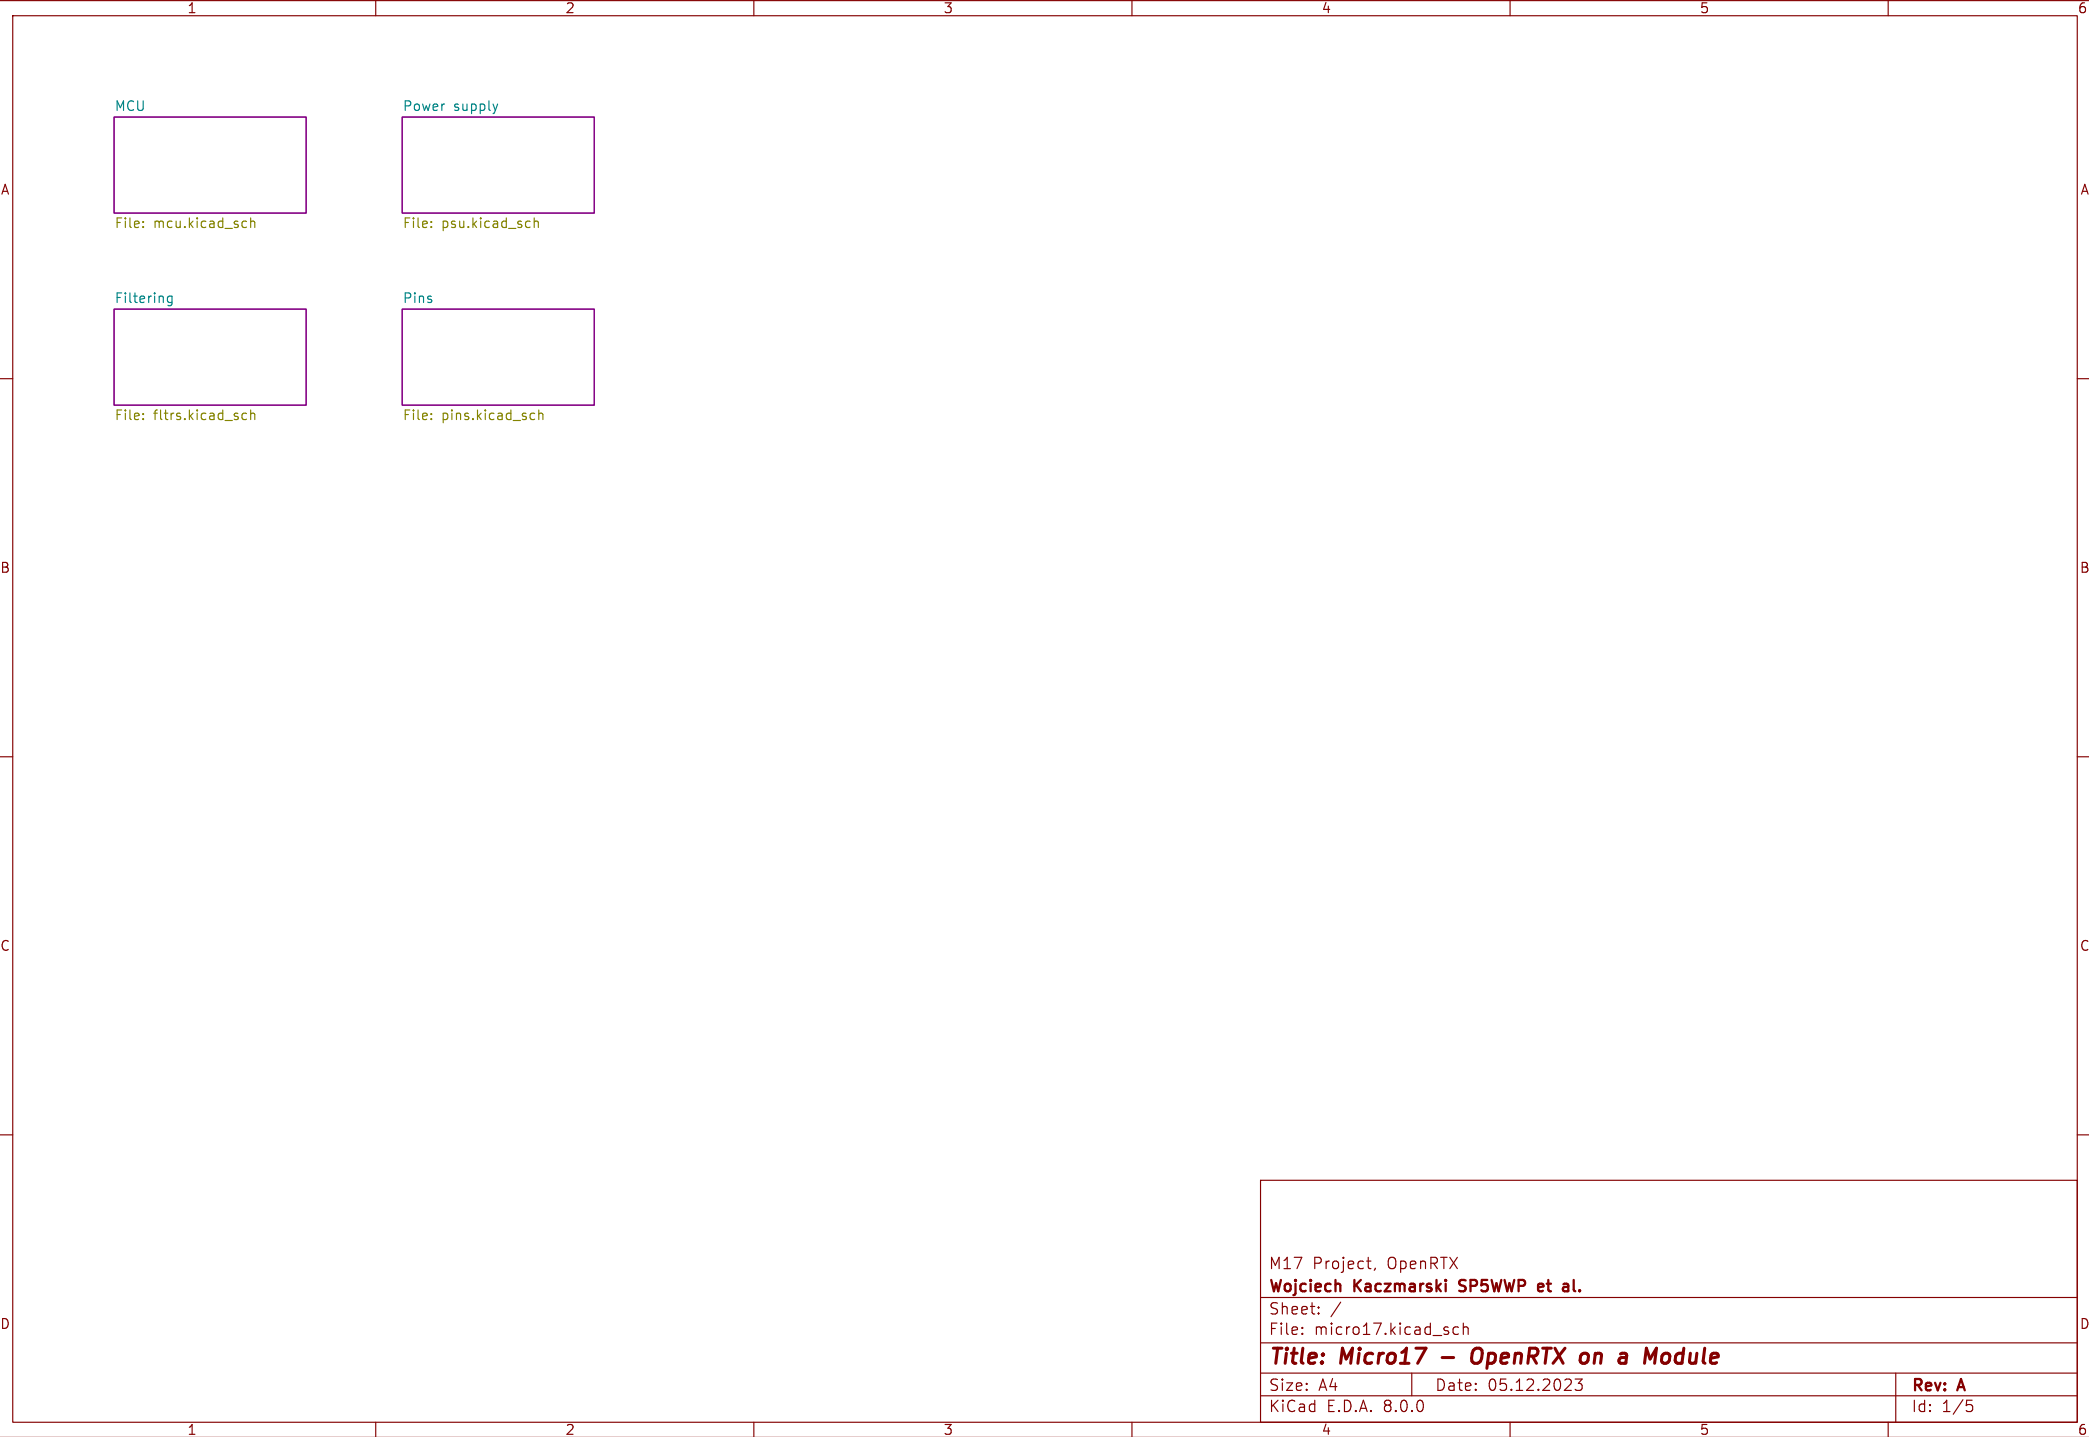 1 2 3 4 5 6
MCU
Power supply
A A
File: mcu.kicad_sch
File: psu.kicad_sch
Filtering
Pins
File: fltrs.kicad_sch
File: pins.kicad_sch
B B
C C
M17 Project, OpenRTX
Wojciech Kaczmarski SP5WWP et al.
Sheet: /
D D
File: micro17.kicad_sch
Title: Micro17 – OpenRTX on a Module
Size: A4 Date: 05.12.2023 Rev: A
KiCad E.D.A. 8.0.0 Id: 1/5
1 2 3 4 5 6